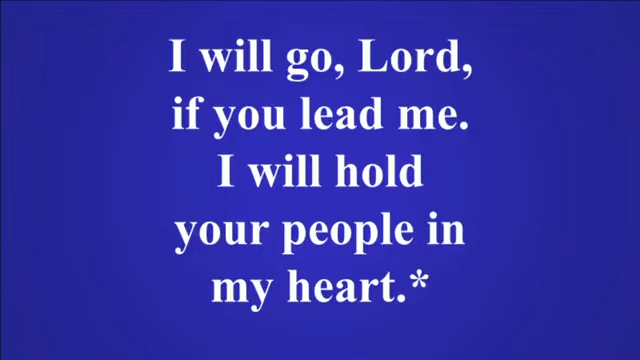 I will go, Lord,
if you lead me.
I will hold
your people in
my heart.*